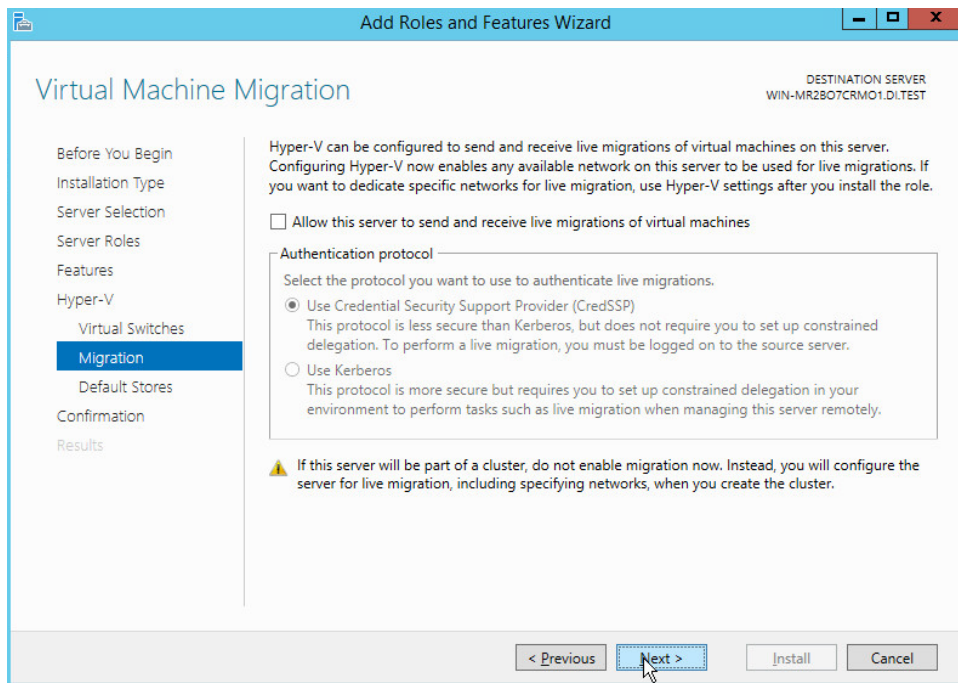 Add Roles and Features Wizard
Virtual Machine Migration
DESTINATION SERVER
WIN-MR2BO7CRMO1.DI.TEST
Before You Begin
Installation Type
Server Selection
Server Roles
Features
Hyper-V
Virtual Switches
Migration
Default Stores
Confirmation
Results
Hyper-V can be configured to send and receive live migrations of virtual machines on this server.
Configuring Hyper-V now enables any available network on this server to be used for live migrations. If
you want to dedicate specific networks for live migration, use Hyper-V settings after you install the role.
Allow this server to send and receive live migrations of virtual machines
Authentication protocol
Select the protocol you want to use to authenticate live migrations.
Use Credential Security Support Provider (CredSSP)
This protocol is less secure than Kerberos, but does not require you to set up constrained
delegation. To perform a live migration, you must be logged on to the source server.
Use Kerberos
This protocol is more secure but requires you to set up constrained delegation in your
environment to perform tasks such as live migration when managing this server remotely.
If this server will be part of a cluster, do not enable migration now. Instead, you will configure the
server for live migration, including specifying networks, when you create the cluster.
< Previous
Next >
Install
Cancel